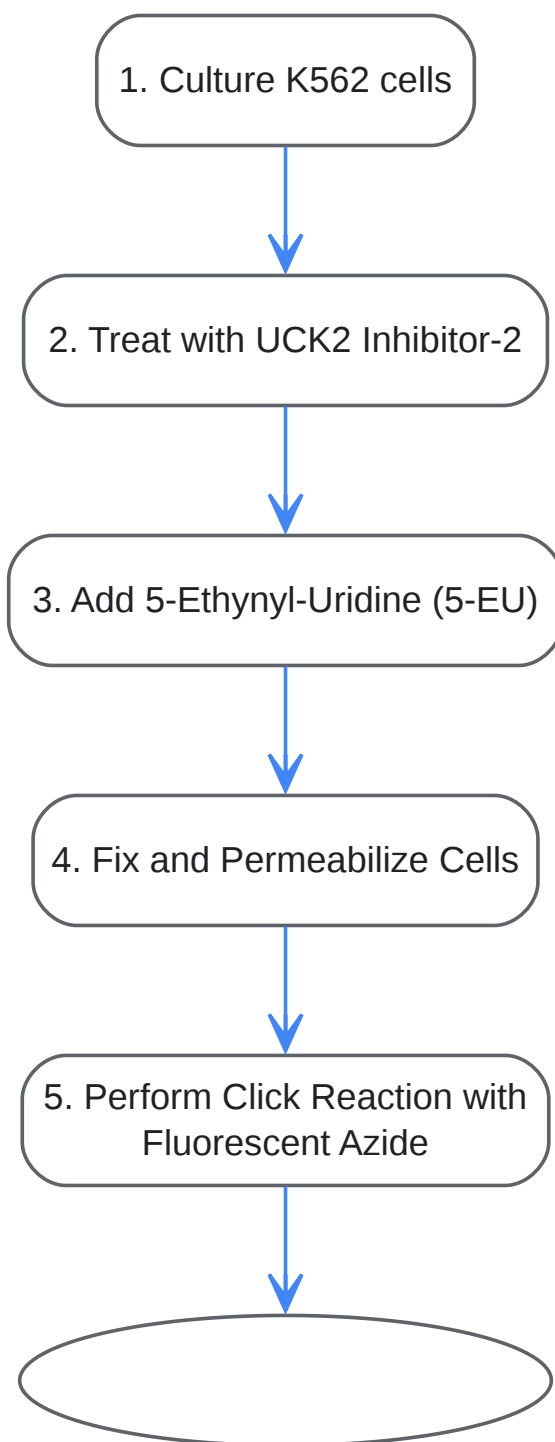 1. Culture K562 cells
2. Treat with UCK2 Inhibitor-2
3. Add 5-Ethynyl-Uridine (5-EU)
4. Fix and Permeabilize Cells
5. Perform Click Reaction with
Fluorescent Azide